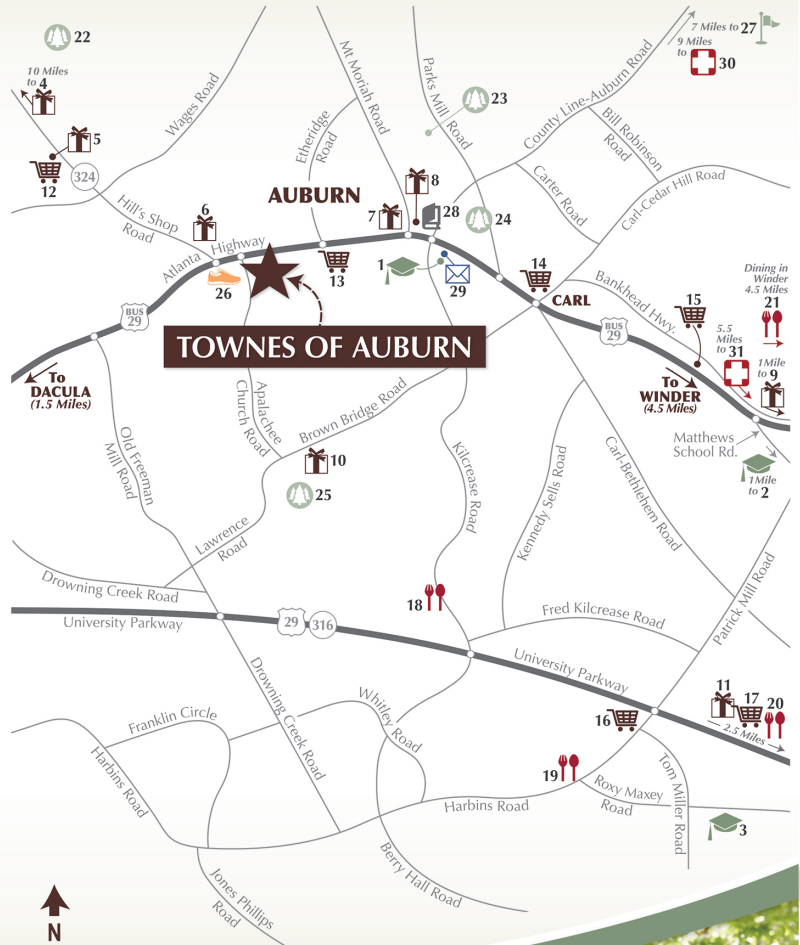 22
7 Miles to 27
9 Miles
to
30
10 Miles
to 4
5
12
324
Wages Road
Mt Moriah Road
Parks Mill Road
23
County Line-Auburn Road
Bill Robinson
Road
Etheridge
Road
Carter Road
Carl-Cedar Hill Road
AUBURN
Hill's Shop
Road
6
7
8
28
24
Atlanta Highway
26
13
1
29
14
CARL
Bankhead Hwy.
15
Dining in
Winder
4.5 Miles
21
BUS
29
BUS
29
5.5
Miles
to
31
1Mile
to 9
TOWNES OF AUBURN
To
DACULA
(1.5 Miles)
To
WINDER
(4.5 Miles)
Apalachee
Church Road
Brown Bridge Road
Old Freeman
Mill Road
10
25
Kilcrease Road
Kennedy Sells Road
Carl-Bethlehem Road
Matthews
School Rd.
1Mile
to 2
Lawrence
Road
Drowning Creek Road
18
Patrick Mill Road
Fred Kilcrease Road
University Parkway
29
316
University Parkway
Drowning Creek Road
Whitley Road
Franklin Circle
Harbins Road
11
17
20
2.5 Miles
16
19
Harbins Road
Roxy Maxey
Road
Tom Miller Road
3
Berry Hall Road
Jones Phillips
Road
N